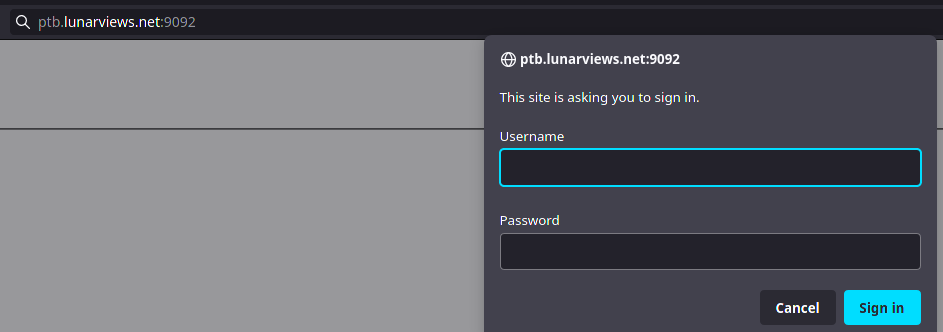 ptb.lunarviews.net:9092
ptb.lunarviews.net:9092
This site is asking you to sign in.
Username
Password
Cancel
Sign in